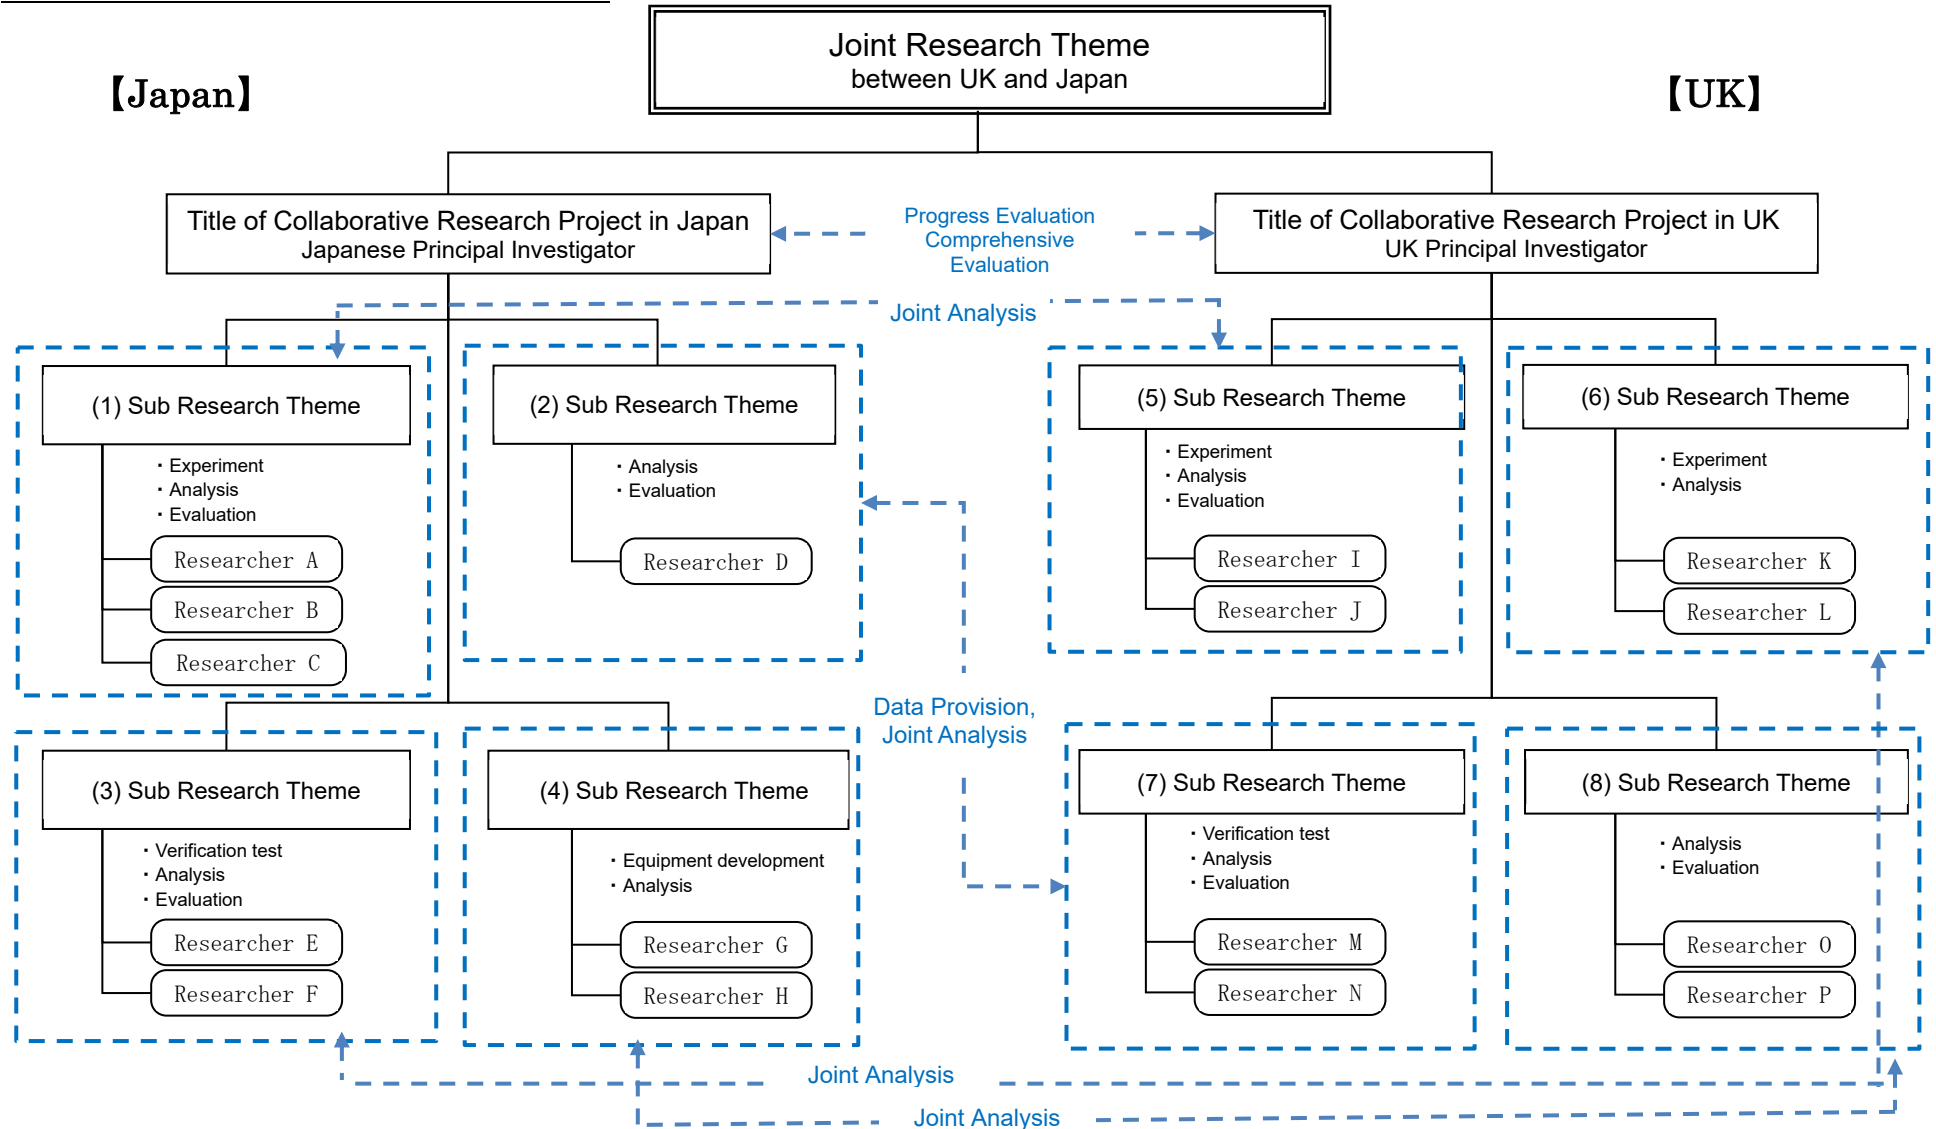 Joint Research Theme
between UK and Japan
【Japan】
【UK】
Title of Collaborative Research Project in Japan
Japanese Principal Investigator
Progress Evaluation
Comprehensive
Evaluation
Title of Collaborative Research Project in UK
UK Principal Investigator
Joint Analysis
(1) Sub Research Theme
・Experiment
・Analysis
・Evaluation
Researcher A
Researcher B
Researcher C
(2) Sub Research Theme
・Analysis
・Evaluation
Researcher D
(5) Sub Research Theme
・Experiment
・Analysis
・Evaluation
Researcher I
Researcher J
(6) Sub Research Theme
・Experiment
・Analysis
Researcher K
Researcher L
Data Provision,
Joint Analysis
(3) Sub Research Theme
・Verification test
・Analysis
・Evaluation
Researcher E
Researcher F
(4) Sub Research Theme
・Equipment development
・Analysis
Researcher G
Researcher H
(7) Sub Research Theme
・Verification test
・Analysis
・Evaluation
Researcher M
Researcher N
(8) Sub Research Theme
・Analysis
・Evaluation
Researcher O
Researcher P
Joint Analysis
Joint Analysis